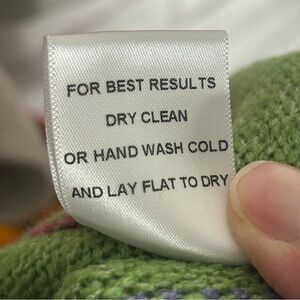 FOR BEST RESULTS
DRY CLEAN
OR HAND WASH COLD
AND LAY FLAT TO DRY